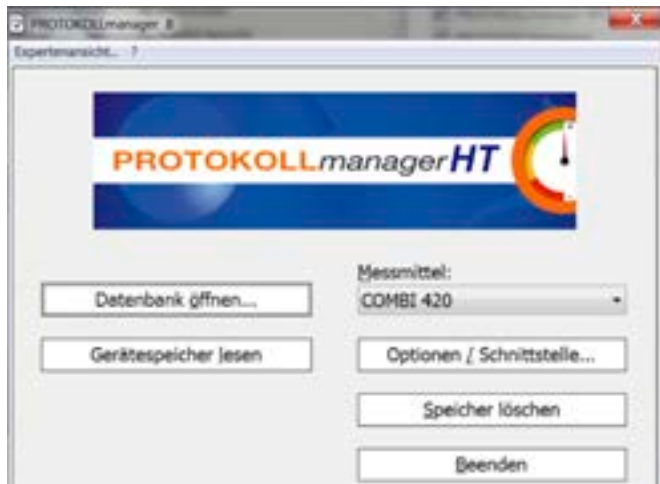 PROTOKOLLmanager 8
Expertenansicht... ?
PROTOKOLLmanagerHT
Messmittel:
Datenbank öffnen...
COMBI 420
Gerätespeicher lesen
Optionen / Schnittstelle...
Speicher löschen
Beenden